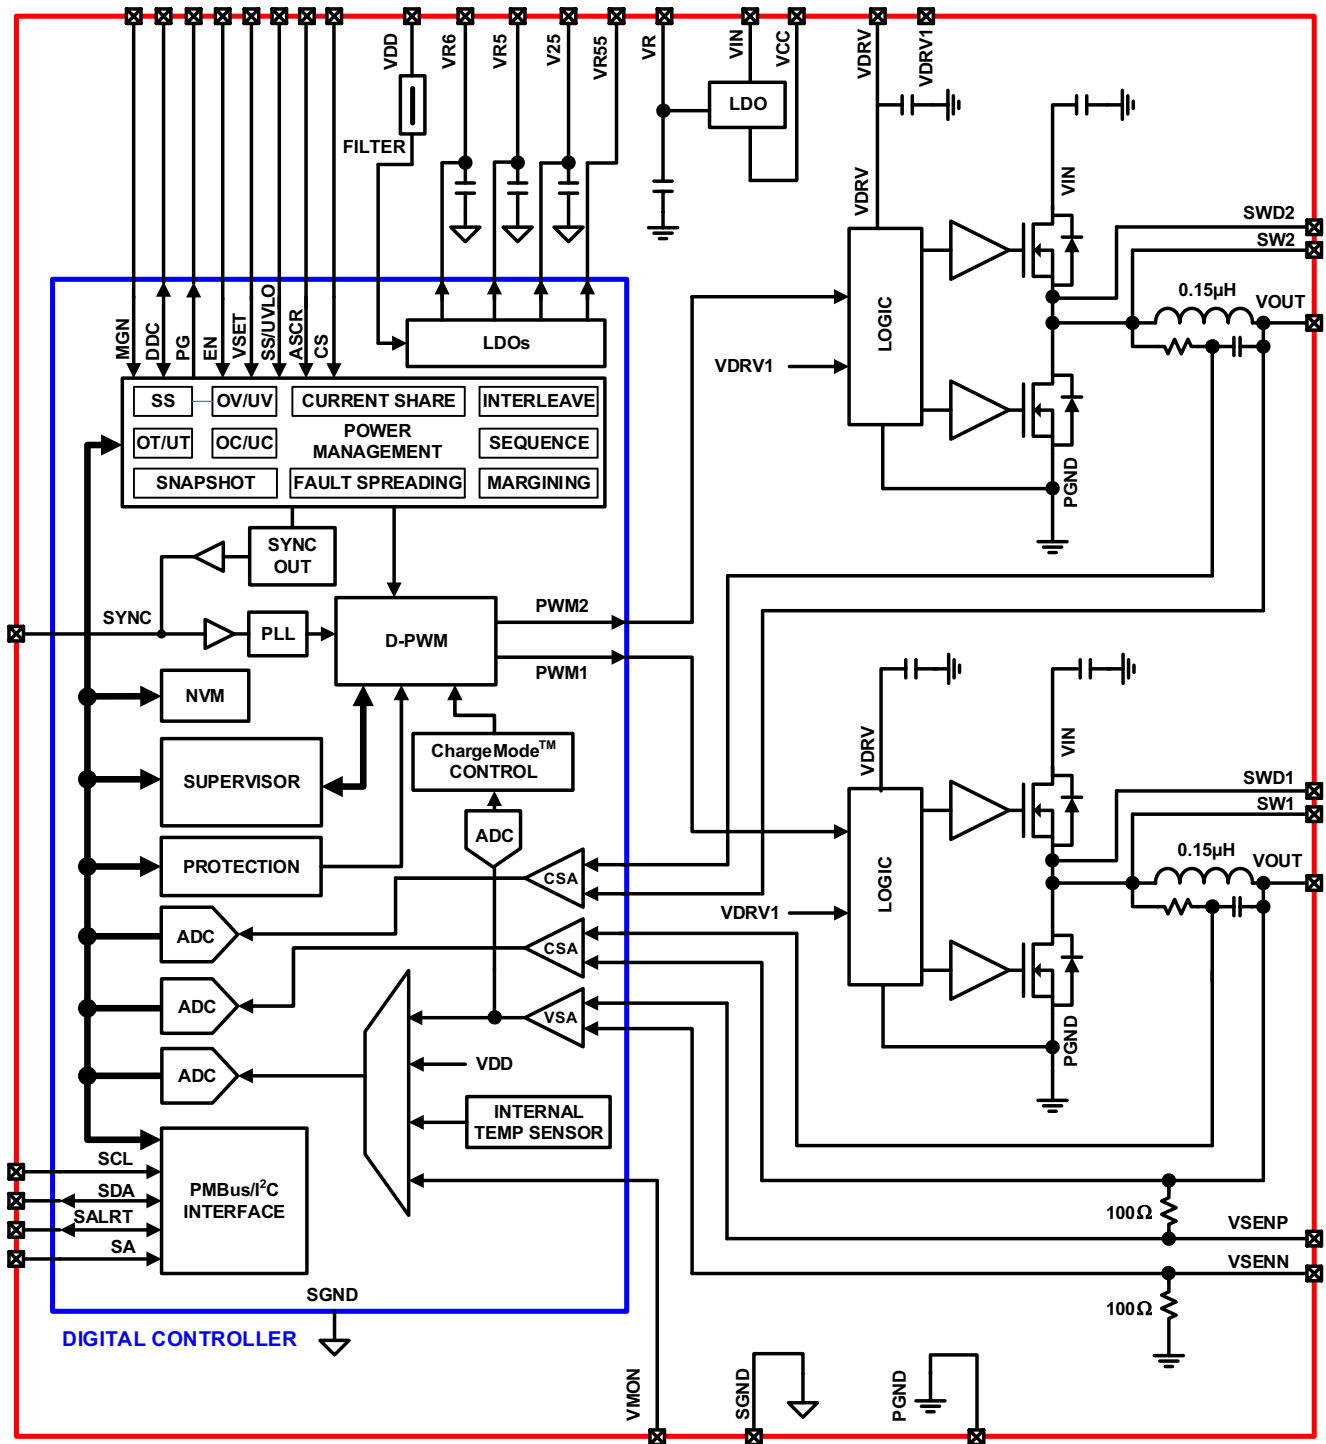 VDD
VR6
VR5
V25
VR55
VR
VIN
VCC
VDRV
VDRV1
LDO
FILTER
VDRV
VIN
SWD2
SW2
0.15µH
VOUT
MGN
DDC
PG
EN
VSET
SS/UVLO
ASCR
CS
LDOs
LOGIC
VDRV1
SS
OV/UV
CURRENT SHARE
INTERLEAVE
OT/UT
OC/UC
POWER
MANAGEMENT
SEQUENCE
SNAPSHOT
FAULT SPREADING
MARGINING
PGND
SYNC
OUT
SYNC
PLL
D-PWM
PWM2
PWM1
NVM
SUPERVISOR
ChargeMode™
CONTROL
VDRV
VIN
SWD1
SW1
0.15µH
VOUT
ADC
PROTECTION
CSA
LOGIC
VDRV1
ADC
CSA
ADC
VSA
PGND
ADC
VDD
INTERNAL
TEMP SENSOR
SCL
SDA
SALRT
SA
PMBus/I²C
INTERFACE
100Ω
VSENP
VSENN
100Ω
SGND
DIGITAL CONTROLLER
VMON
SGND
PGND